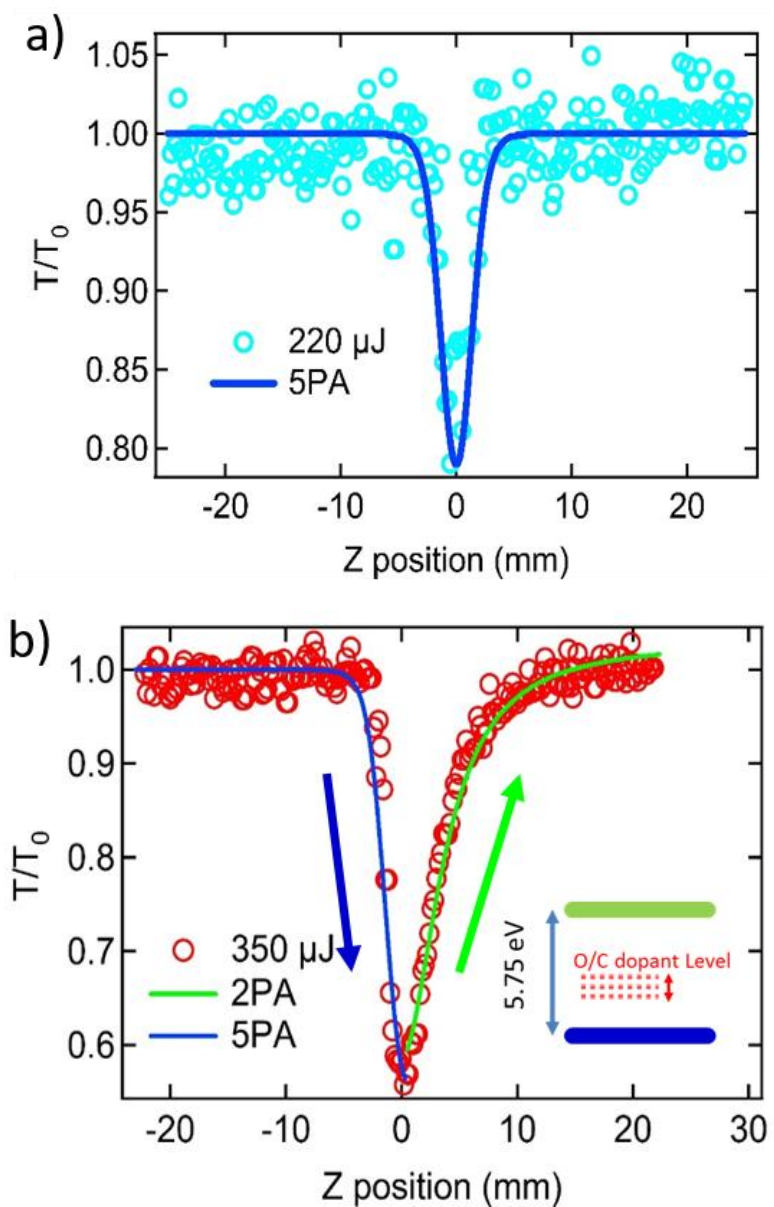 a)
1.05
1.00
0.95
0.90
0.85
0.80
T/T₀
220 μJ
5PA
-20 -10 0 10 20
Z position (mm)
b)
1.0
0.9
0.8
0.7
0.6
T/T₀
350 μJ
2PA
5PA
5.75 eV
O/C dopant Level
-20 -10 0 10 20 30
Z position (mm)